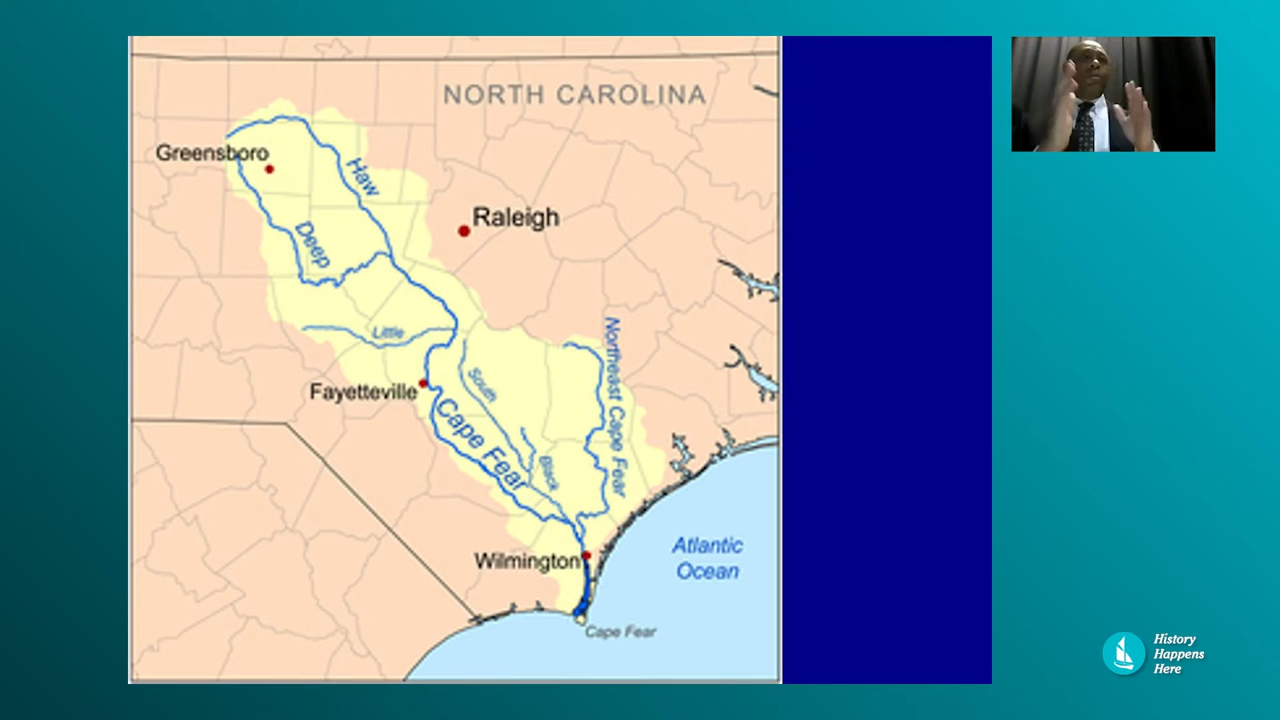 NORTH CAROLINA
Greensboro
Haw
Raleigh
Deep
Little
Northeast Cape Fear
Fayetteville
South
Cape Fear
Black
Wilmington
Atlantic
Ocean
Cape Fear
History
Happens
Here